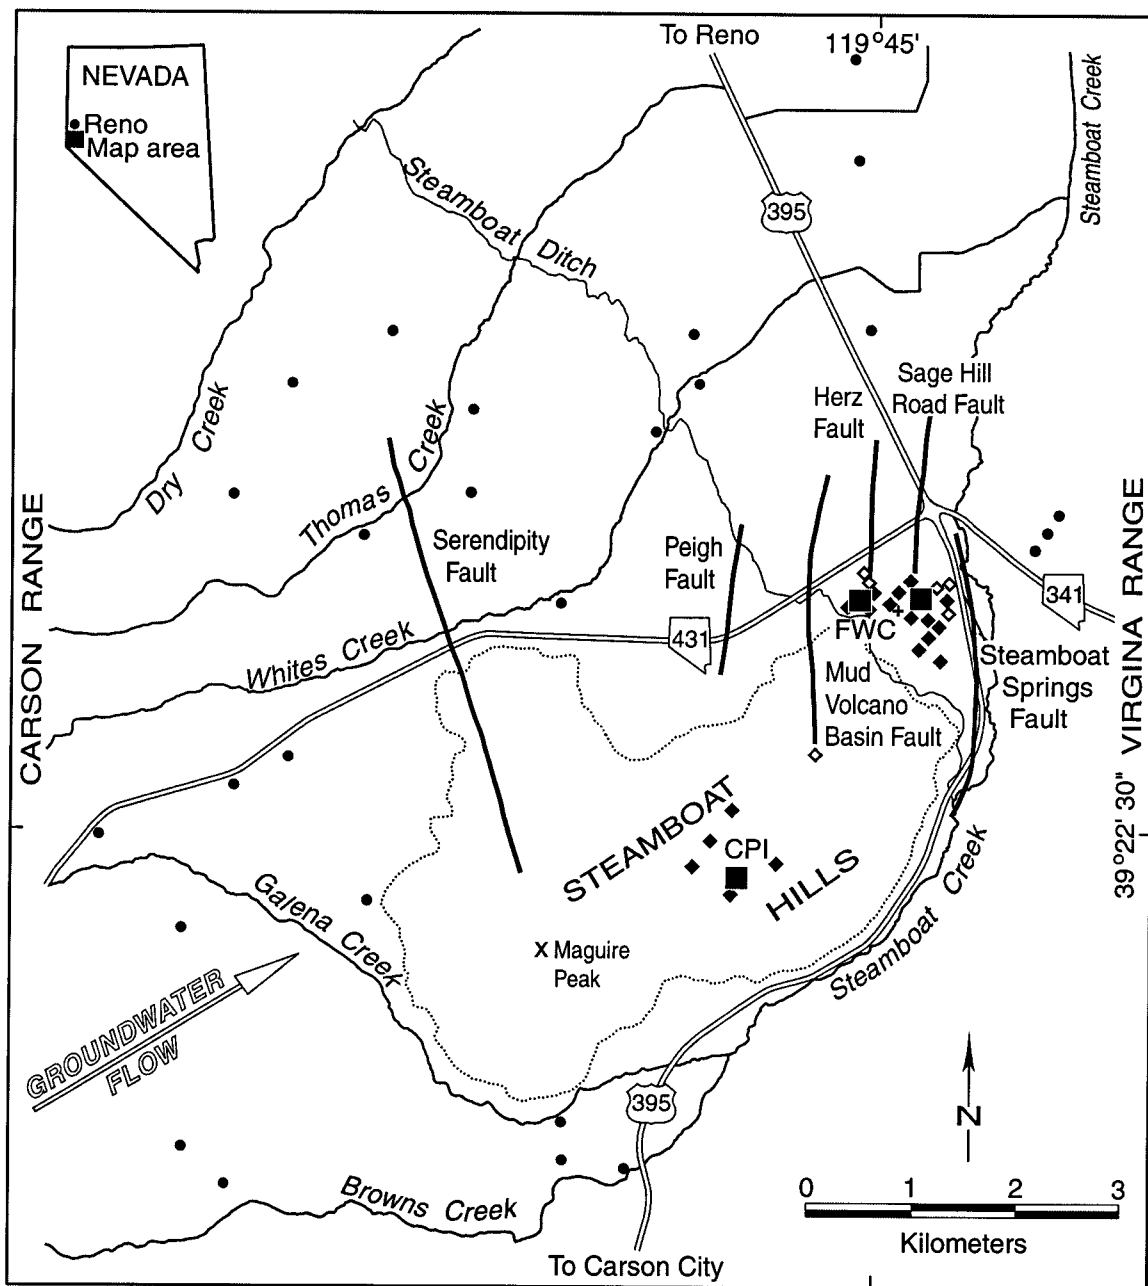 To Reno
119°45'
NEVADA
Reno
Map area
Steamboat Creek
Steamboat Ditch
395
Sage Hill
Road Fault
Herz
Fault
Dry Creek
Thomas Creek
Serendipity
Fault
Peigh
Fault
CARSON RANGE
VIRGINIA RANGE
341
431
FWC
Whites Creek
Steamboat
Springs
Fault
Mud
Volcano
Basin Fault
39°22' 30"
STEAMBOAT
HILLS
CPI
Galena Creek
Steamboat Creek
x Maguire
Peak
GROUNDWATER
FLOW
395
N
Browns Creek
0 1 2 3
Kilometers
To Carson City